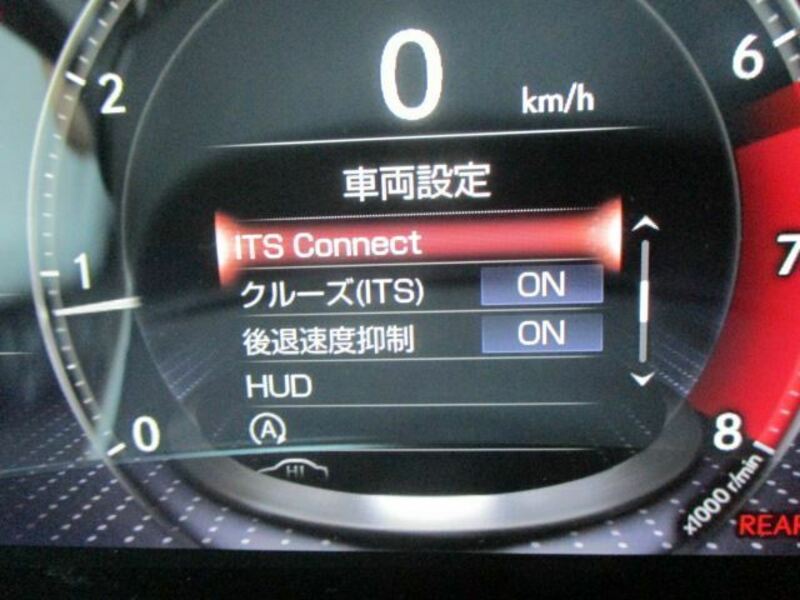 0
km/h
車両設定
ITS Connect
クルーズ(ITS) ON
後退速度抑制 ON
HUD
A
HI
0
1
2
6
7
8
x1000 r/min
REAR